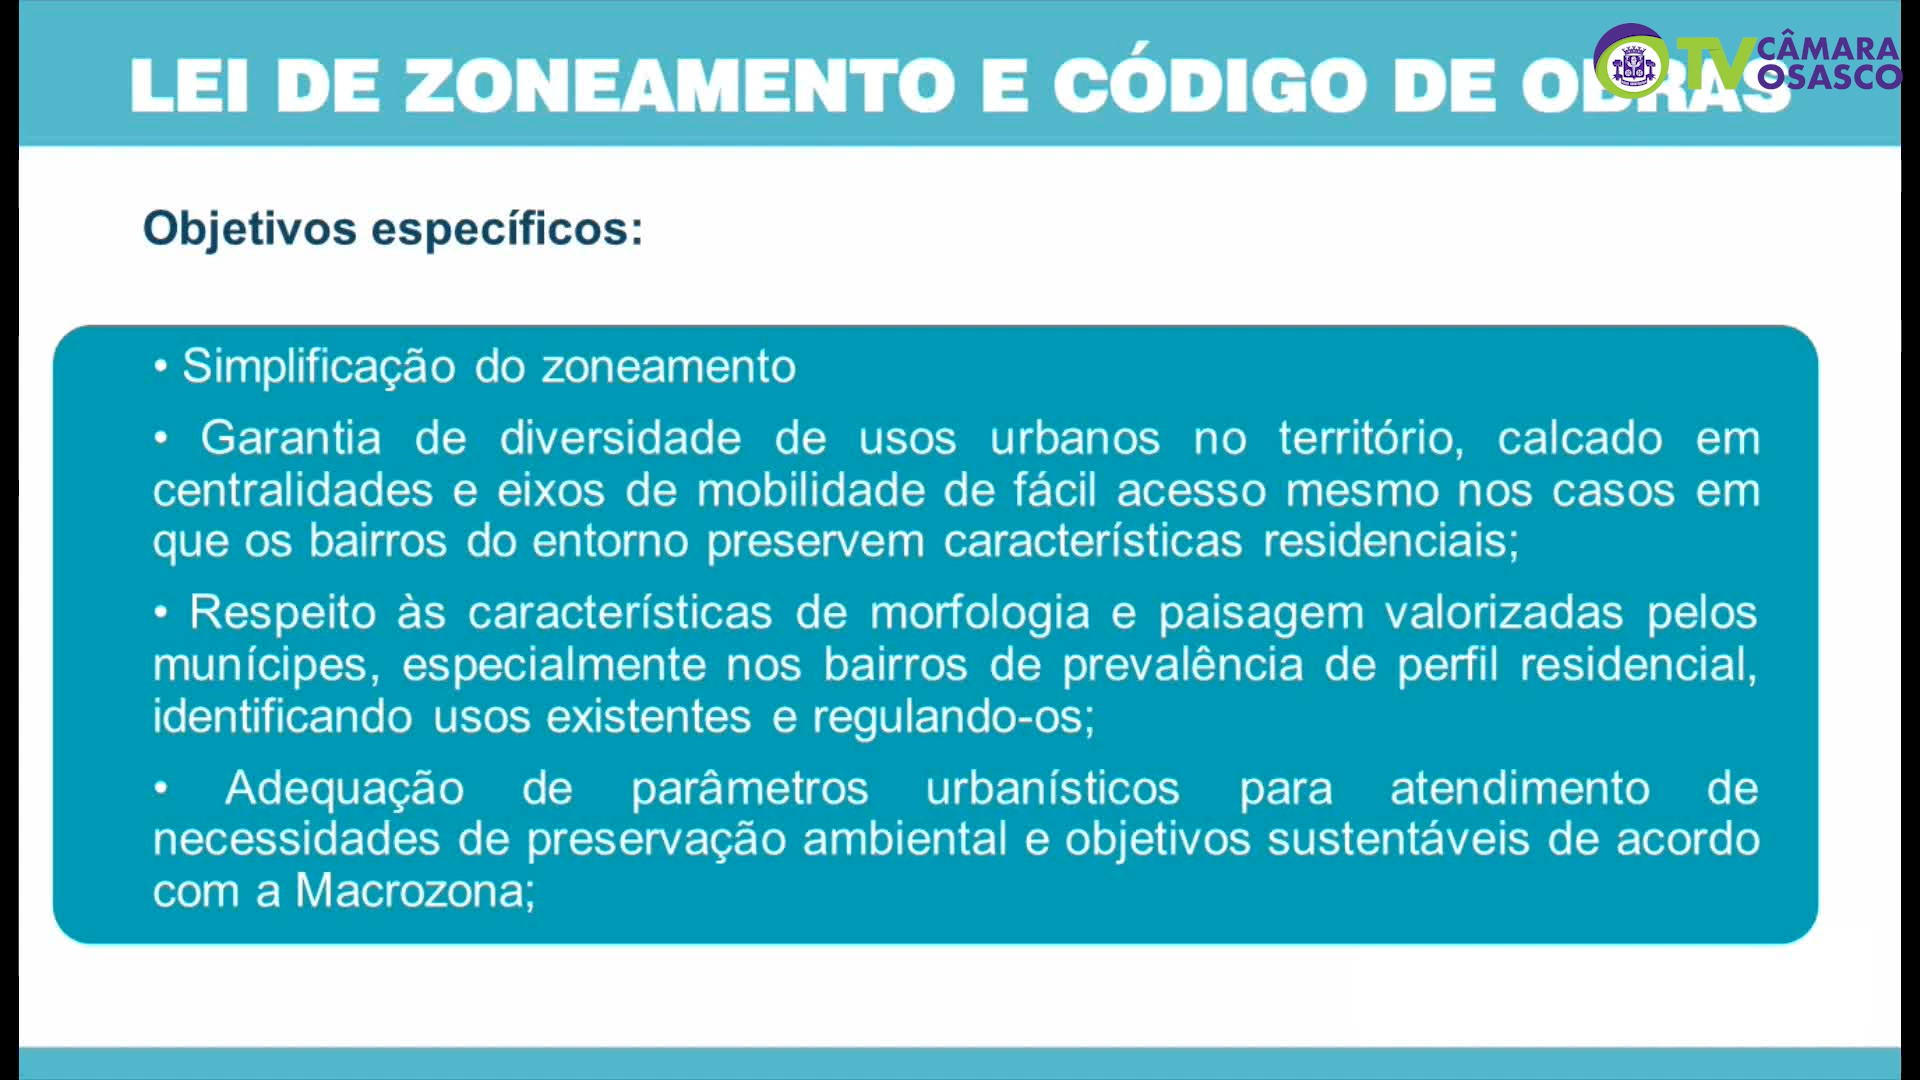 LEI DE ZONEAMENTO E CÓDIGO DE OBRAS
TV CÂMARA
OSASCO
Objetivos específicos:
• Simplificação do zoneamento
• Garantia de diversidade de usos urbanos no território, calcado em
centralidades e eixos de mobilidade de fácil acesso mesmo nos casos em
que os bairros do entorno preservem características residenciais;
• Respeito às características de morfologia e paisagem valorizadas pelos
munícipes, especialmente nos bairros de prevalência de perfil residencial,
identificando usos existentes e regulando-os;
• Adequação de parâmetros urbanísticos para atendimento de
necessidades de preservação ambiental e objetivos sustentáveis de acordo
com a Macrozona;